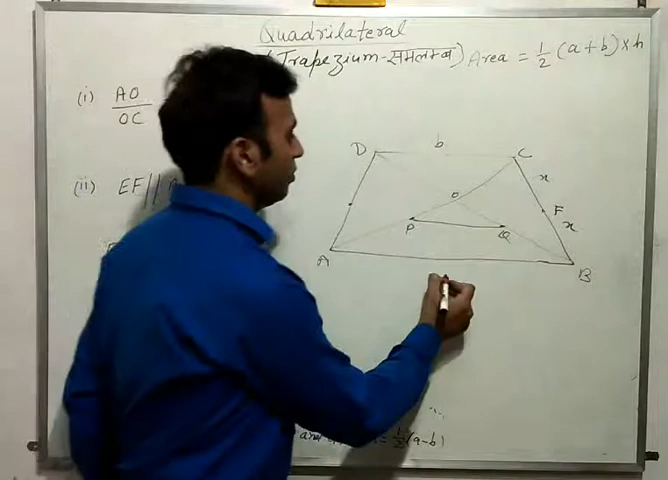 Quadrilateral
(Trapezium-समलम्ब) Area = 1/2 (a+b)×h
(i) AO/OC
D b C
x
O F
P Q x
A B
(ii) EF||
= 1/2 (a-b)